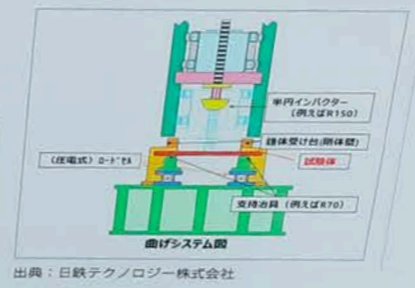 半円インパクター
(例えばR150)
錘体受け台(剛体壁)
(圧電式) ロードセル
試験体
支持治具 (例えばR70)
曲げシステム図
出典：日鉄テクノロジー株式会社